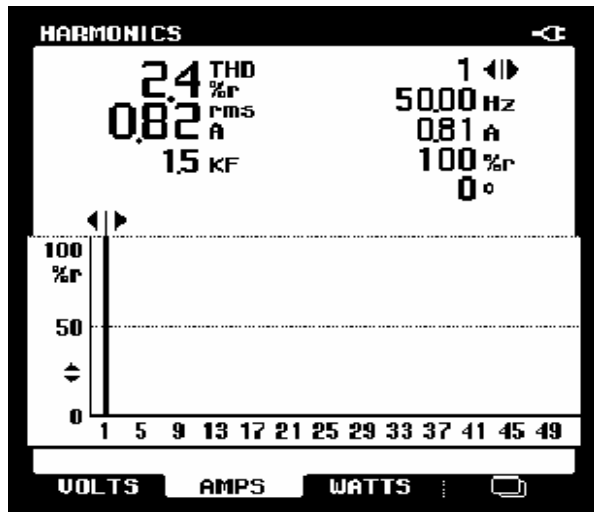 HARMONICS
2.4 THD %r
0.82 rms A
1.5 KF
1
50.00 Hz
0.81 A
100 %r
0 °
100
%r
50
0
1 5 9 13 17 21 25 29 33 37 41 45 49
VOLTS AMPS WATTS